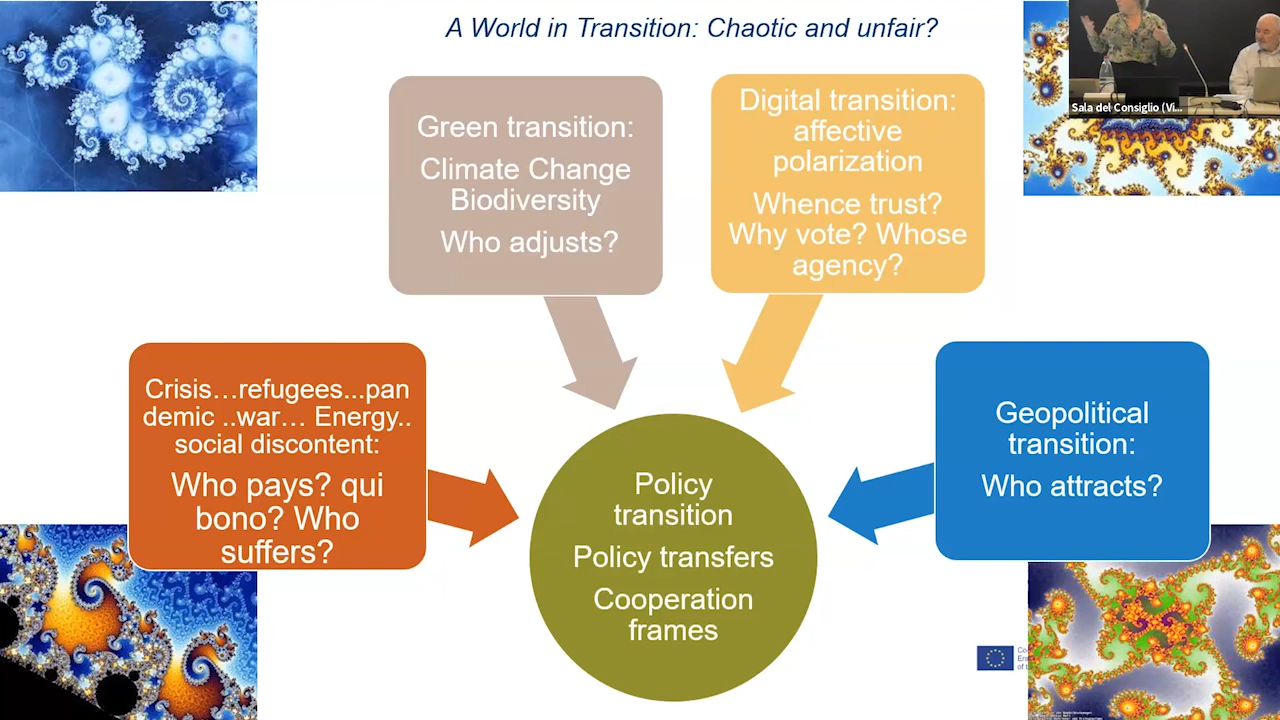 A World in Transition: Chaotic and unfair?
Sala del Consiglio (Vi...
Green transition:
Climate Change
Biodiversity
Who adjusts?
Digital transition:
affective
polarization
Whence trust?
Why vote? Whose
agency?
Crisis…refugees...pan
demic ..war… Energy..
social discontent:
Who pays? qui
bono? Who
suffers?
Geopolitical
transition:
Who attracts?
Policy
transition
Policy transfers
Cooperation
frames